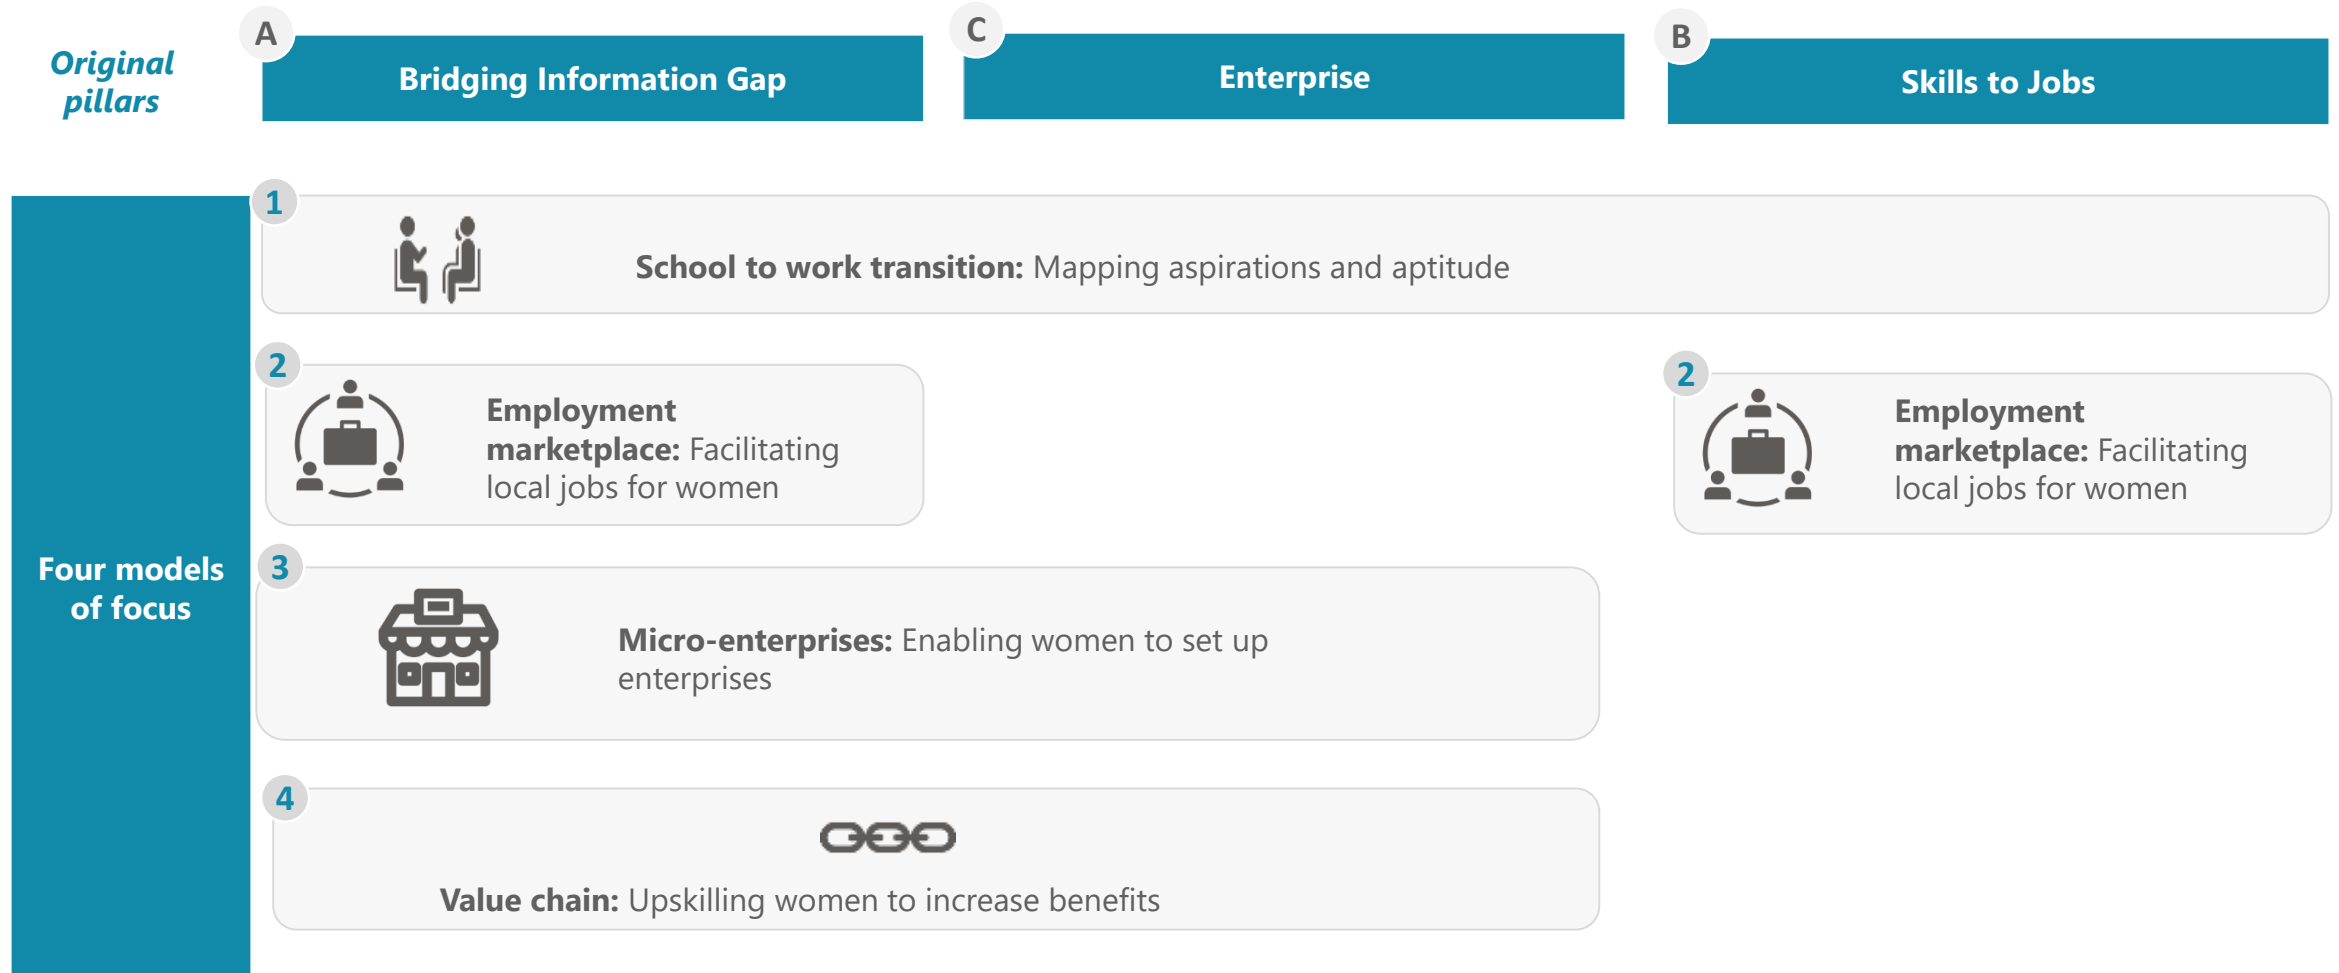 Original
pillars
A
Bridging Information Gap
C
Enterprise
B
Skills to Jobs
Four models
of focus
1
School to work transition: Mapping aspirations and aptitude
2
Employment
marketplace: Facilitating
local jobs for women
2
Employment
marketplace: Facilitating
local jobs for women
3
Micro-enterprises: Enabling women to set up
enterprises
4
Value chain: Upskilling women to increase benefits